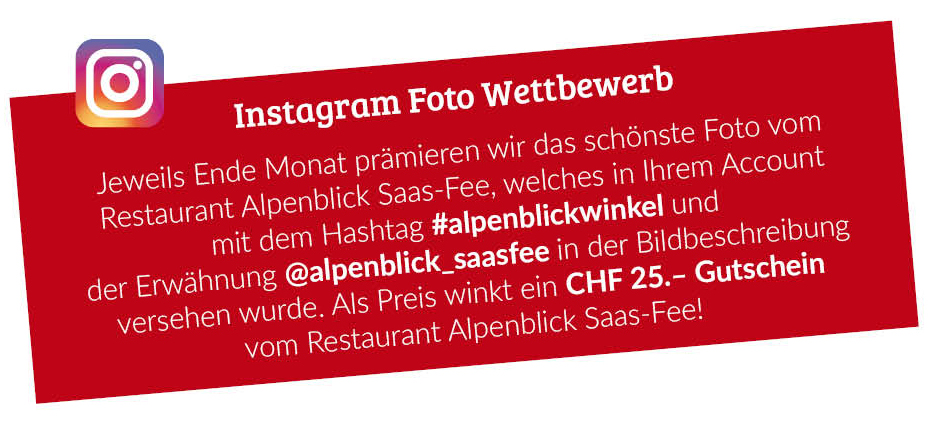 Instagram Foto Wettbewerb
Jeweils Ende Monat prämieren wir das schönste Foto vom
Restaurant Alpenblick Saas-Fee, welches in Ihrem Account
mit dem Hashtag #alpenblickwinkel und
der Erwähnung @alpenblick_saasfee in der Bildbeschreibung
versehen wurde. Als Preis winkt ein CHF 25.– Gutschein
vom Restaurant Alpenblick Saas-Fee!